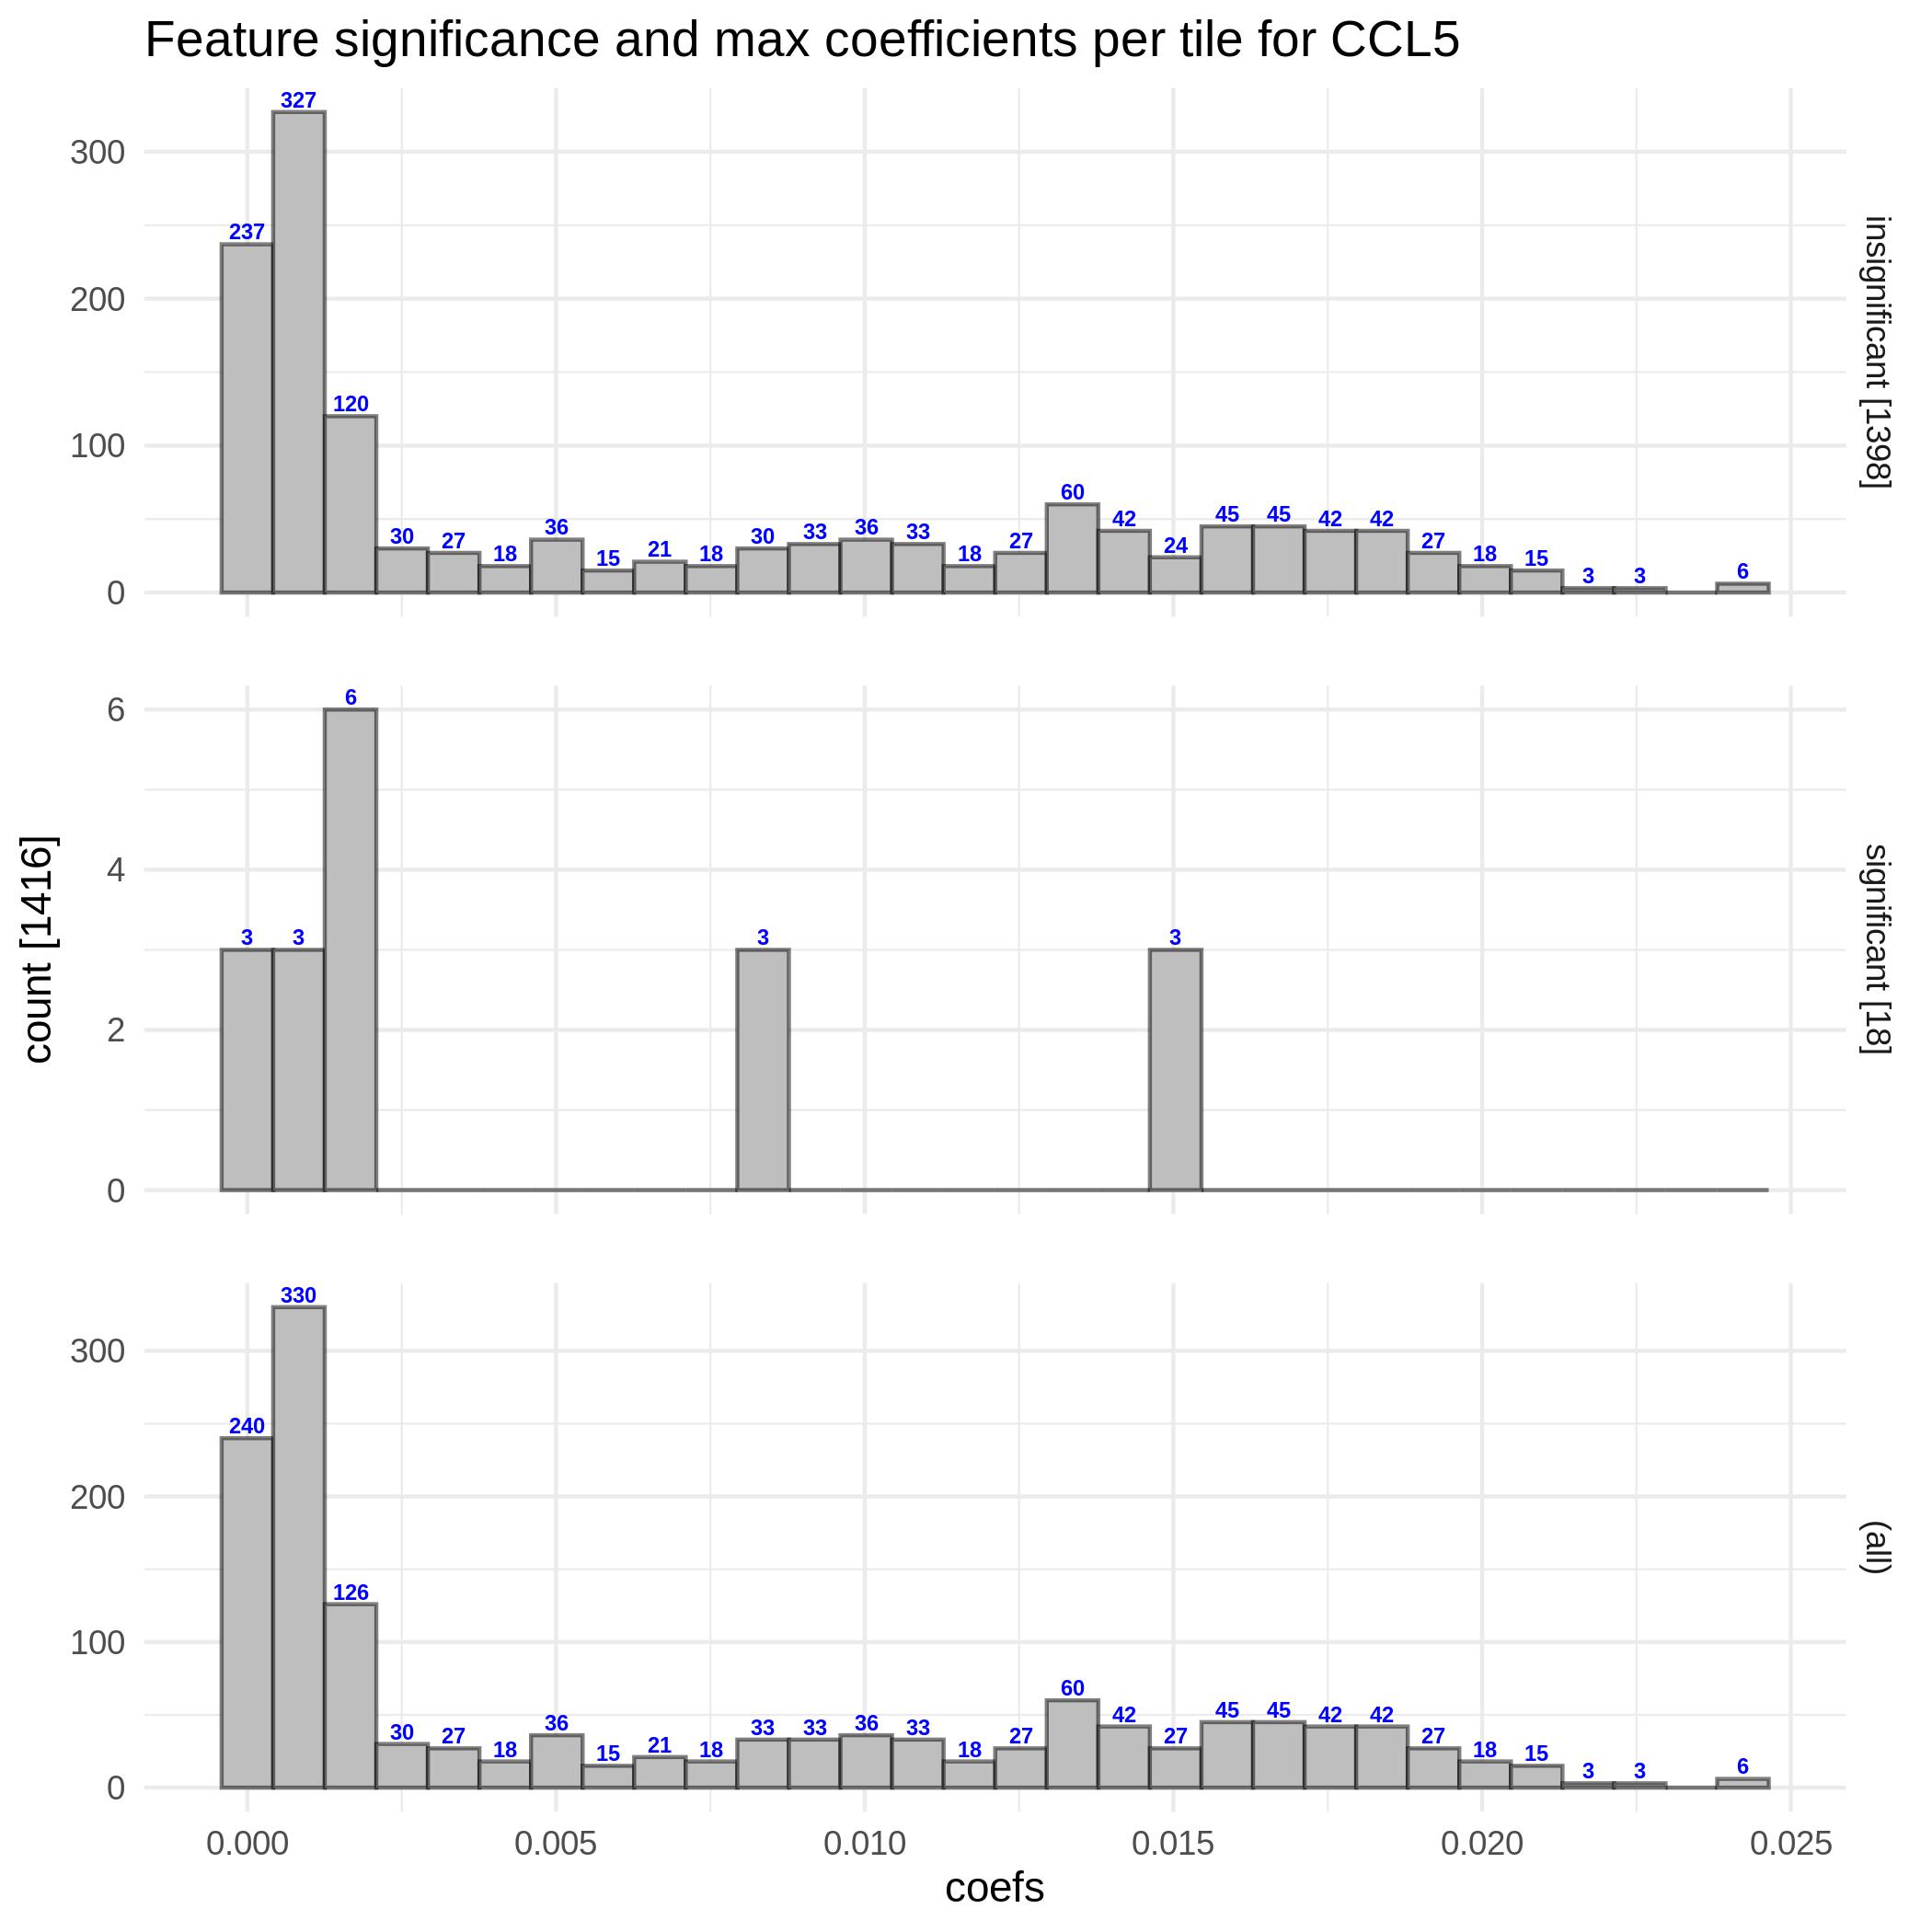 Feature significance and max coefficients per tile for CCL5
count [1416]
300
200
100
0
237 327 120 30 27 18 36 15 21 18 30 33 36 33 18 27 60 42 24 45 45 42 42 27 18 15 3 3 6
insignificant [1398]
6
4
2
0
3 3 6 3 3
significant [18]
300
200
100
0
240 330 126 30 27 18 36 15 21 18 33 33 36 33 18 27 60 42 27 45 45 42 42 27 18 15 3 3 6
(all)
0.000 0.005 0.010 0.015 0.020 0.025
coefs